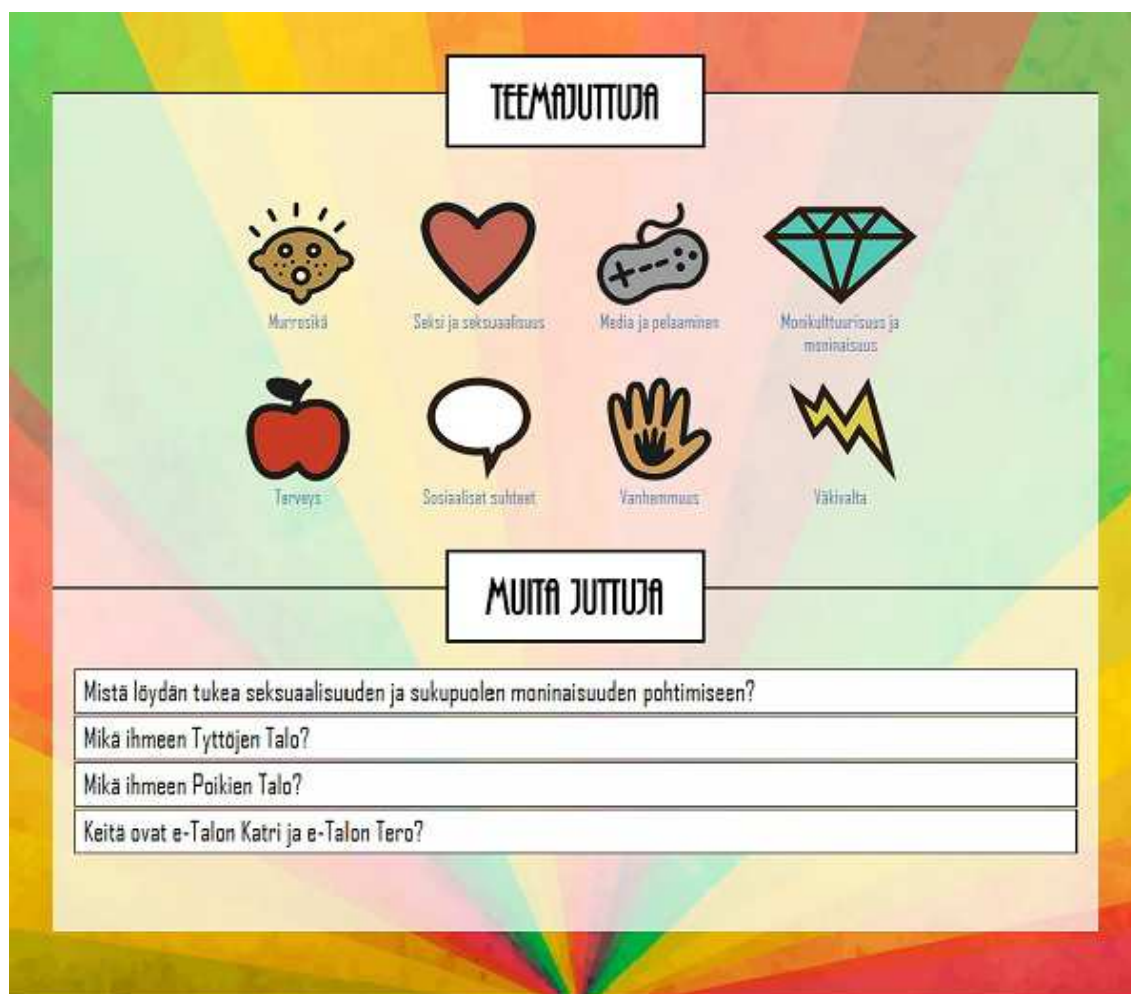 TEEMAJUTTUJA
Murrosikä
Seksi ja seksuaalisuus
Media ja pelaaminen
Monikulttuurisuus ja
moninaisuus
Terveys
Sosiaaliset suhteet
Vanhemmuus
Väkivalta
MUITA JUTTUJA
Mistä löydän tukea seksuaalisuuden ja sukupuolen moninaisuuden pohtimiseen?
Mikä ihmeen Tyttöjen Talo?
Mikä ihmeen Poikien Talo?
Keitä ovat e-Talon Katri ja e-Talon Tero?